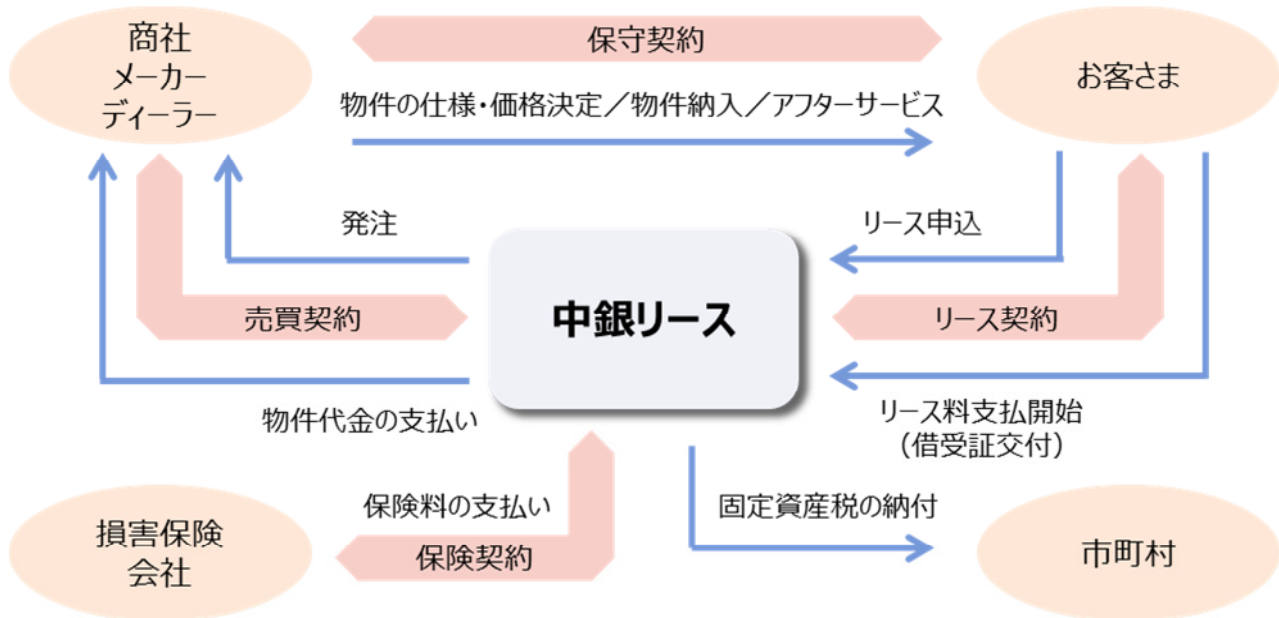 商社
メーカー
ディーラー
保守契約
お客さま
物件の仕様・価格決定／物件納入／アフターサービス
発注
リース申込
売買契約
中銀リース
リース契約
物件代金の支払い
リース料支払開始
（借受証交付）
保険料の支払い
固定資産税の納付
損害保険
会社
保険契約
市町村